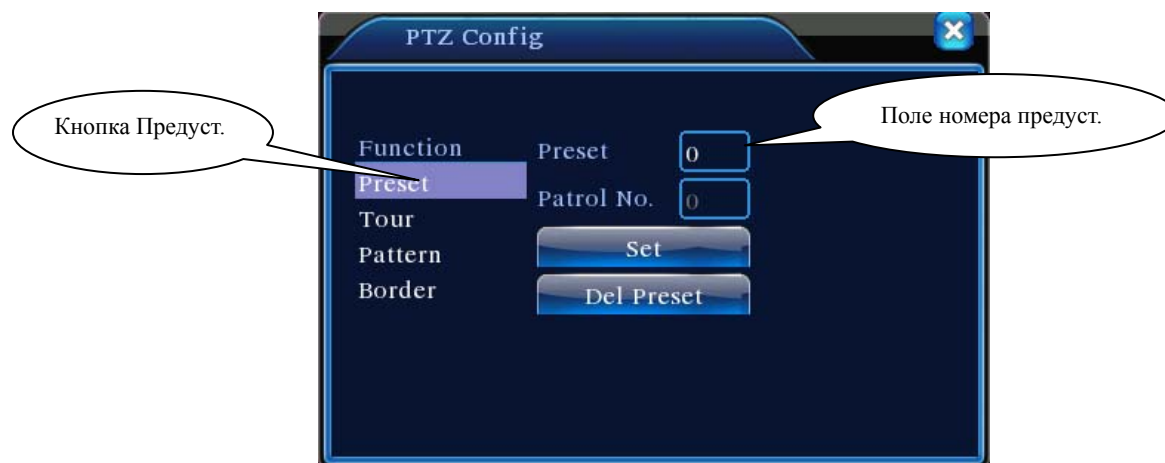 PTZ Config
Кнопка Предуст.
Поле номера предуст.
Function
Preset
Tour
Pattern
Border
Preset 0
Patrol No. 0
Set
Del Preset